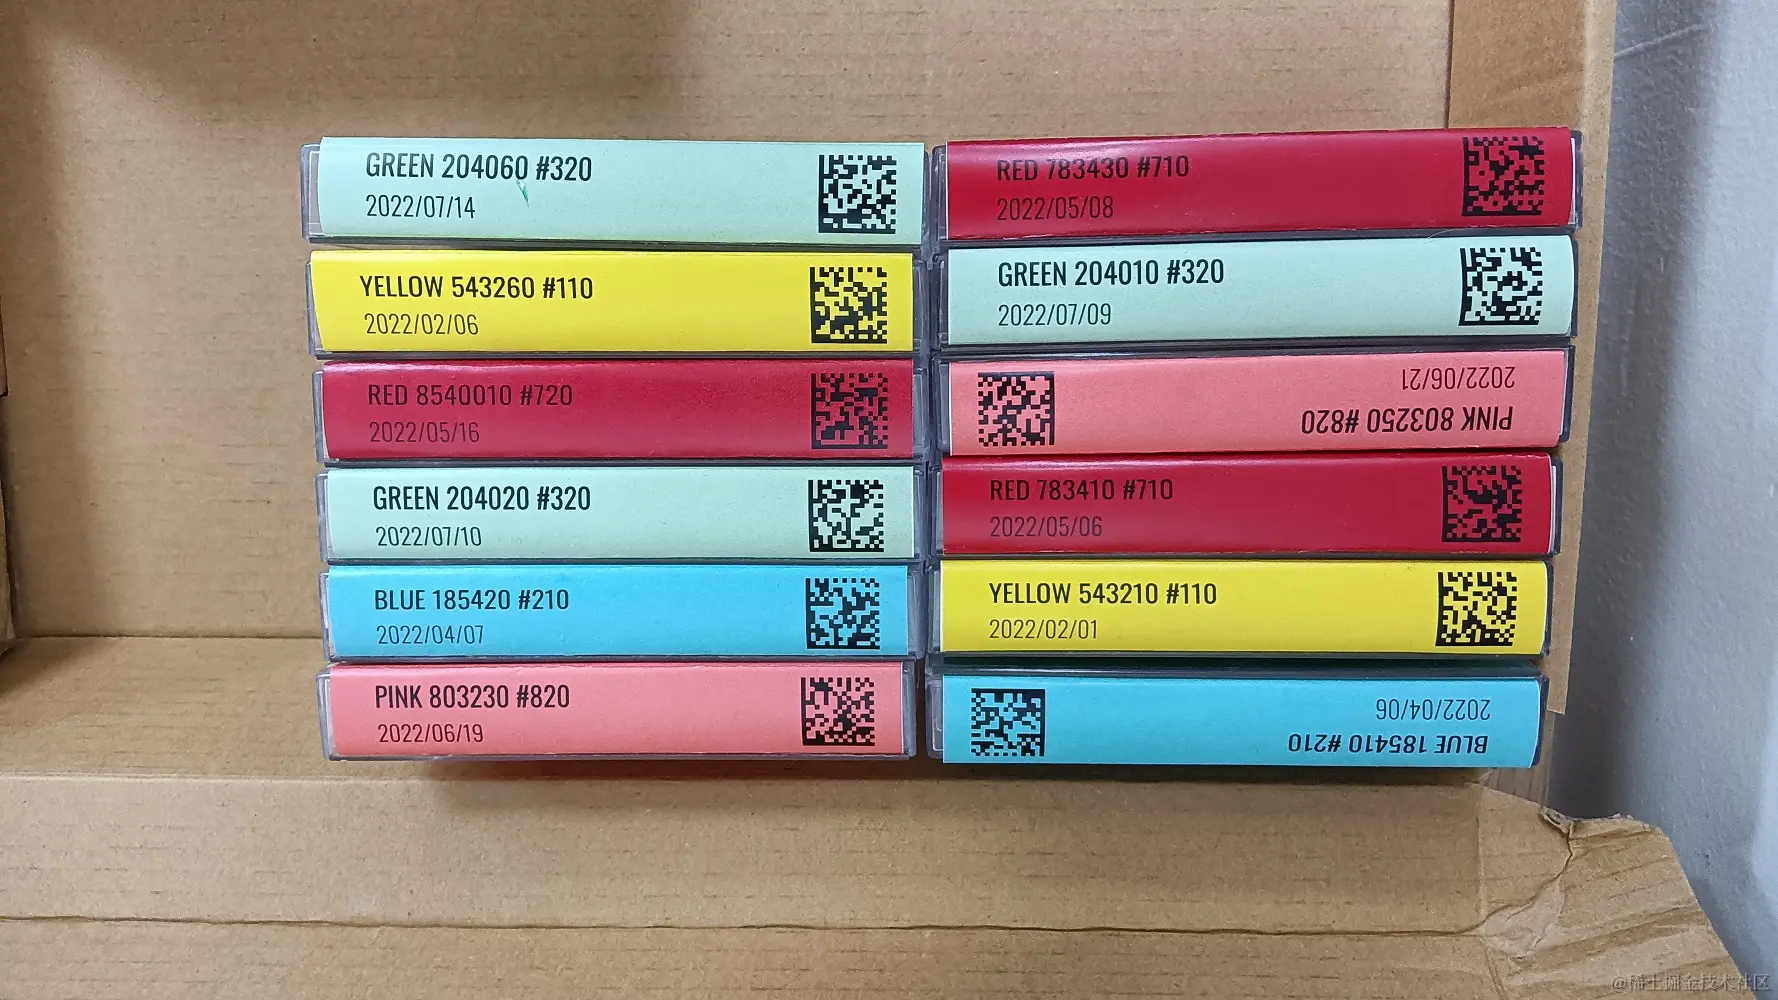 GREEN 204060 #320
2022/07/14
YELLOW 543260 #110
2022/02/06
RED 8540010 #720
2022/05/16
GREEN 204020 #320
2022/07/10
BLUE 185420 #210
2022/04/07
PINK 803230 #820
2022/06/19
RED 783430 #710
2022/05/08
GREEN 204010 #320
2022/07/09
PINK 803250 #820
2022/06/21
RED 783410 #710
2022/05/06
YELLOW 543210 #110
2022/02/01
BLUE 185410 #210
2022/04/06
@稀土掘金技术社区